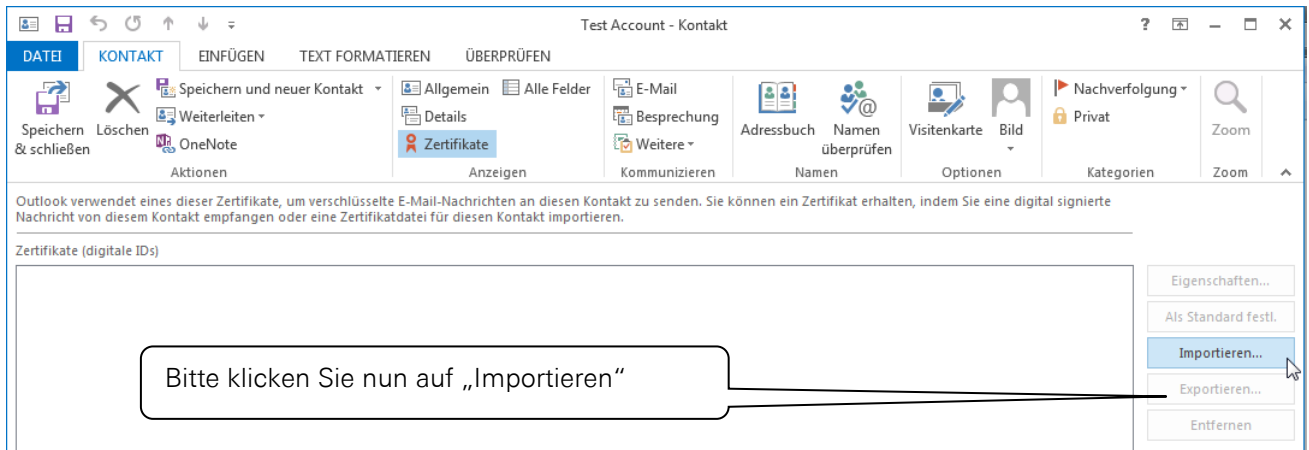 Test Account - Kontakt
?
DATEI KONTAKT EINFÜGEN TEXT FORMATIEREN ÜBERPRÜFEN
Speichern & schließen
Löschen
Speichern und neuer Kontakt
Weiterleiten
OneNote
Aktionen
Allgemein
Alle Felder
Details
Zertifikate
Anzeigen
E-Mail
Besprechung
Weitere
Kommunizieren
Adressbuch
Namen überprüfen
Namen
Visitenkarte
Bild
Optionen
Nachverfolgung
Privat
Kategorien
Zoom
Zoom
Outlook verwendet eines dieser Zertifikate, um verschlüsselte E-Mail-Nachrichten an diesen Kontakt zu senden. Sie können ein Zertifikat erhalten, indem Sie eine digital signierte
Nachricht von diesem Kontakt empfangen oder eine Zertifikatdatei für diesen Kontakt importieren.
Zertifikate (digitale IDs)
Eigenschaften...
Als Standard festl.
Importieren...
Exportieren...
Entfernen
Bitte klicken Sie nun auf „Importieren“